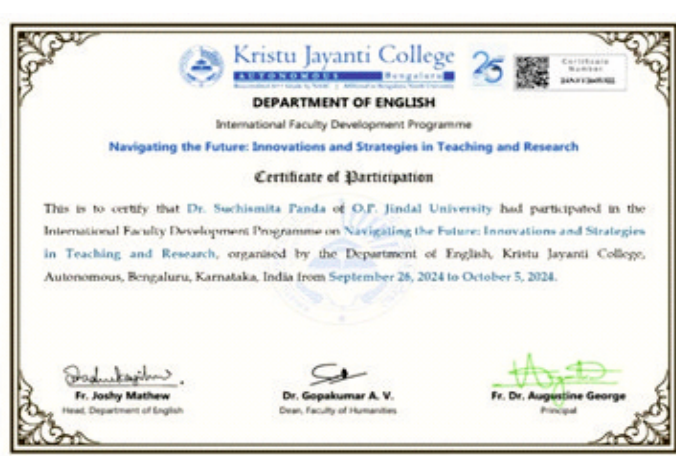 Kristu Jayanti College
AUTONOMOUS Bengaluru
25
Certificate
Number
DEPARTMENT OF ENGLISH
International Faculty Development Programme
Navigating the Future: Innovations and Strategies in Teaching and Research
Certificate of Participation
This is to certify that Dr. Suchismita Panda of O.P. Jindal University had participated in the
International Faculty Development Programme on Navigating the Future: Innovations and Strategies
in Teaching and Research, organised by the Department of English, Kristu Jayanti College,
Autonomous, Bengaluru, Karnataka, India from September 26, 2024 to October 5, 2024.
Fr. Joshy Mathew
Head, Department of English
Dr. Gopakumar A. V.
Dean, Faculty of Humanities
Fr. Dr. Augustine George
Principal